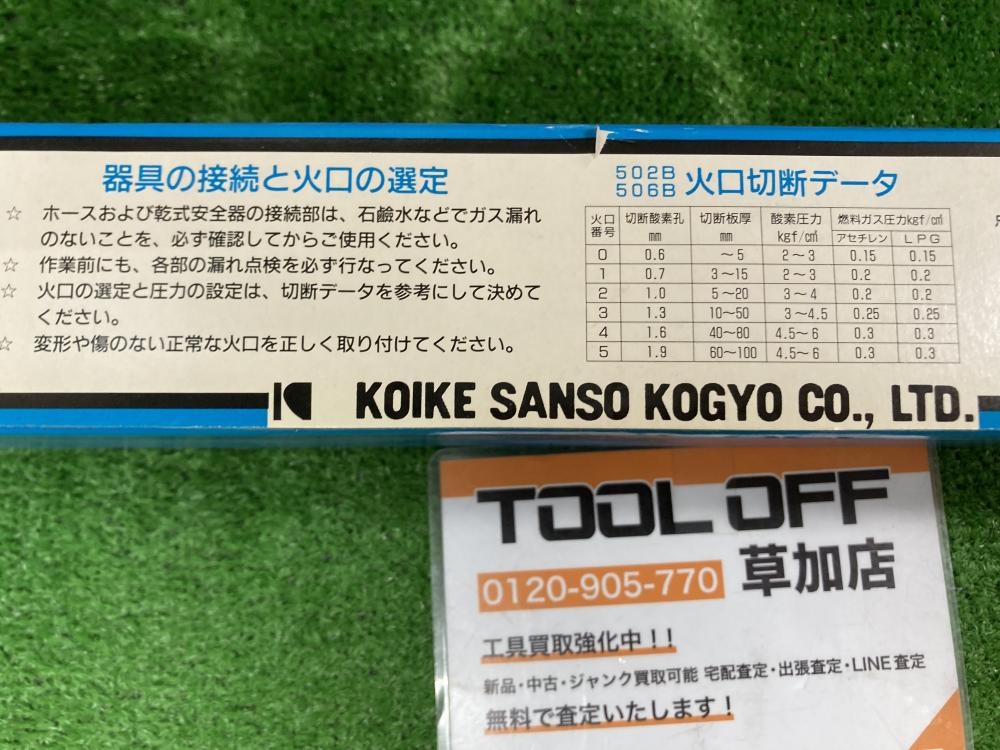 器具の接続と火口の選定
☆ ホースおよび乾式安全器の接続部は、石鹸水などでガス漏れ
のないことを、必ず確認してからご使用ください。
☆ 作業前にも、各部の漏れ点検を必ず行なってください。
☆ 火口の選定と圧力の設定は、切断データを参考にして決めて
ください。
☆ 変形や傷のない正常な火口を正しく取り付けてください。
502B
506B 火口切断データ
火口番号 切断酸素孔 mm 切断板厚 mm 酸素圧力 kgf/c㎡ 燃料ガス圧力kgf/c㎡
アセチレン LPG
0 0.6 ～5 2～3 0.15 0.15
1 0.7 3～15 2～3 0.2 0.2
2 1.0 5～20 3～4 0.2 0.2
3 1.3 10～50 3～4.5 0.25 0.25
4 1.6 40～80 4.5～6 0.3 0.3
5 1.9 60～100 4.5～6 0.3 0.3
KOIKE SANSO KOGYO CO., LTD.
TOOL OFF
0120-905-770 草加店
工具買取強化中！！
新品・中古・ジャンク買取可能 宅配査定・出張査定・LINE査定
無料で査定いたします！